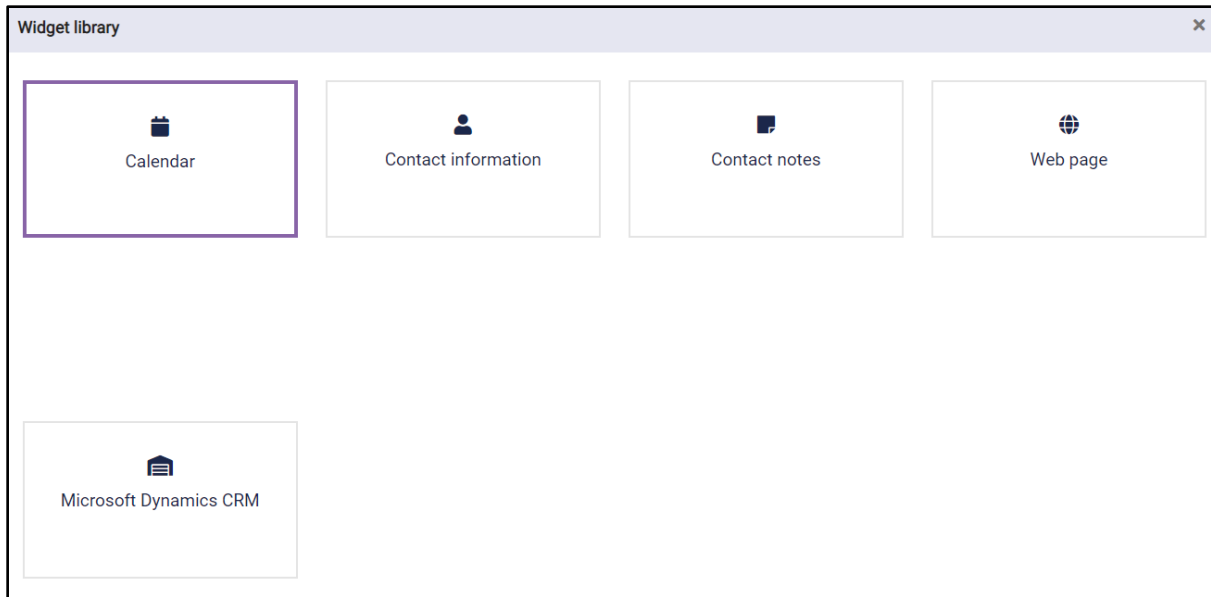 Widget library
Calendar
Contact information
Contact notes
Web page
Microsoft Dynamics CRM